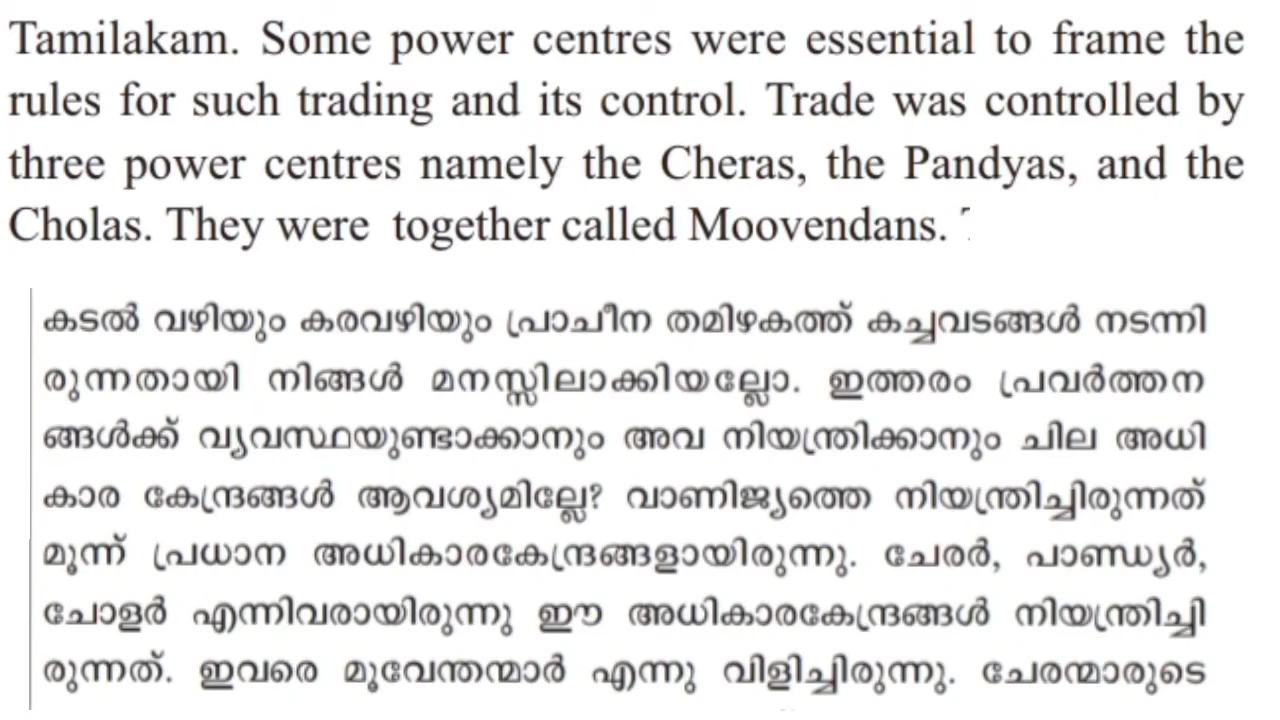 Tamilakam. Some power centres were essential to frame the
rules for such trading and its control. Trade was controlled by
three power centres namely the Cheras, the Pandyas, and the
Cholas. They were together called Moovendans.
കടൽ വഴിയും കരവഴിയും പ്രാചീന തമിഴകത്ത് കച്ചവടങ്ങൾ നടന്നി
രുന്നതായി നിങ്ങൾ മനസ്സിലാക്കിയല്ലോ. ഇത്തരം പ്രവർത്തന
ങ്ങൾക്ക് വ്യവസ്ഥയുണ്ടാക്കാനും അവ നിയന്ത്രിക്കാനും ചില അധി
കാര കേന്ദ്രങ്ങൾ ആവശ്യമില്ലേ? വാണിജ്യത്തെ നിയന്ത്രിച്ചിരുന്നത്
മൂന്ന് പ്രധാന അധികാരകേന്ദ്രങ്ങളായിരുന്നു. ചേരർ, പാണ്ഡ്യർ,
ചോളർ എന്നിവരായിരുന്നു ഈ അധികാരകേന്ദ്രങ്ങൾ നിയന്ത്രിച്ചി
രുന്നത്. ഇവരെ മൂവേന്തന്മാർ എന്നു വിളിച്ചിരുന്നു. ചേരന്മാരുടെ